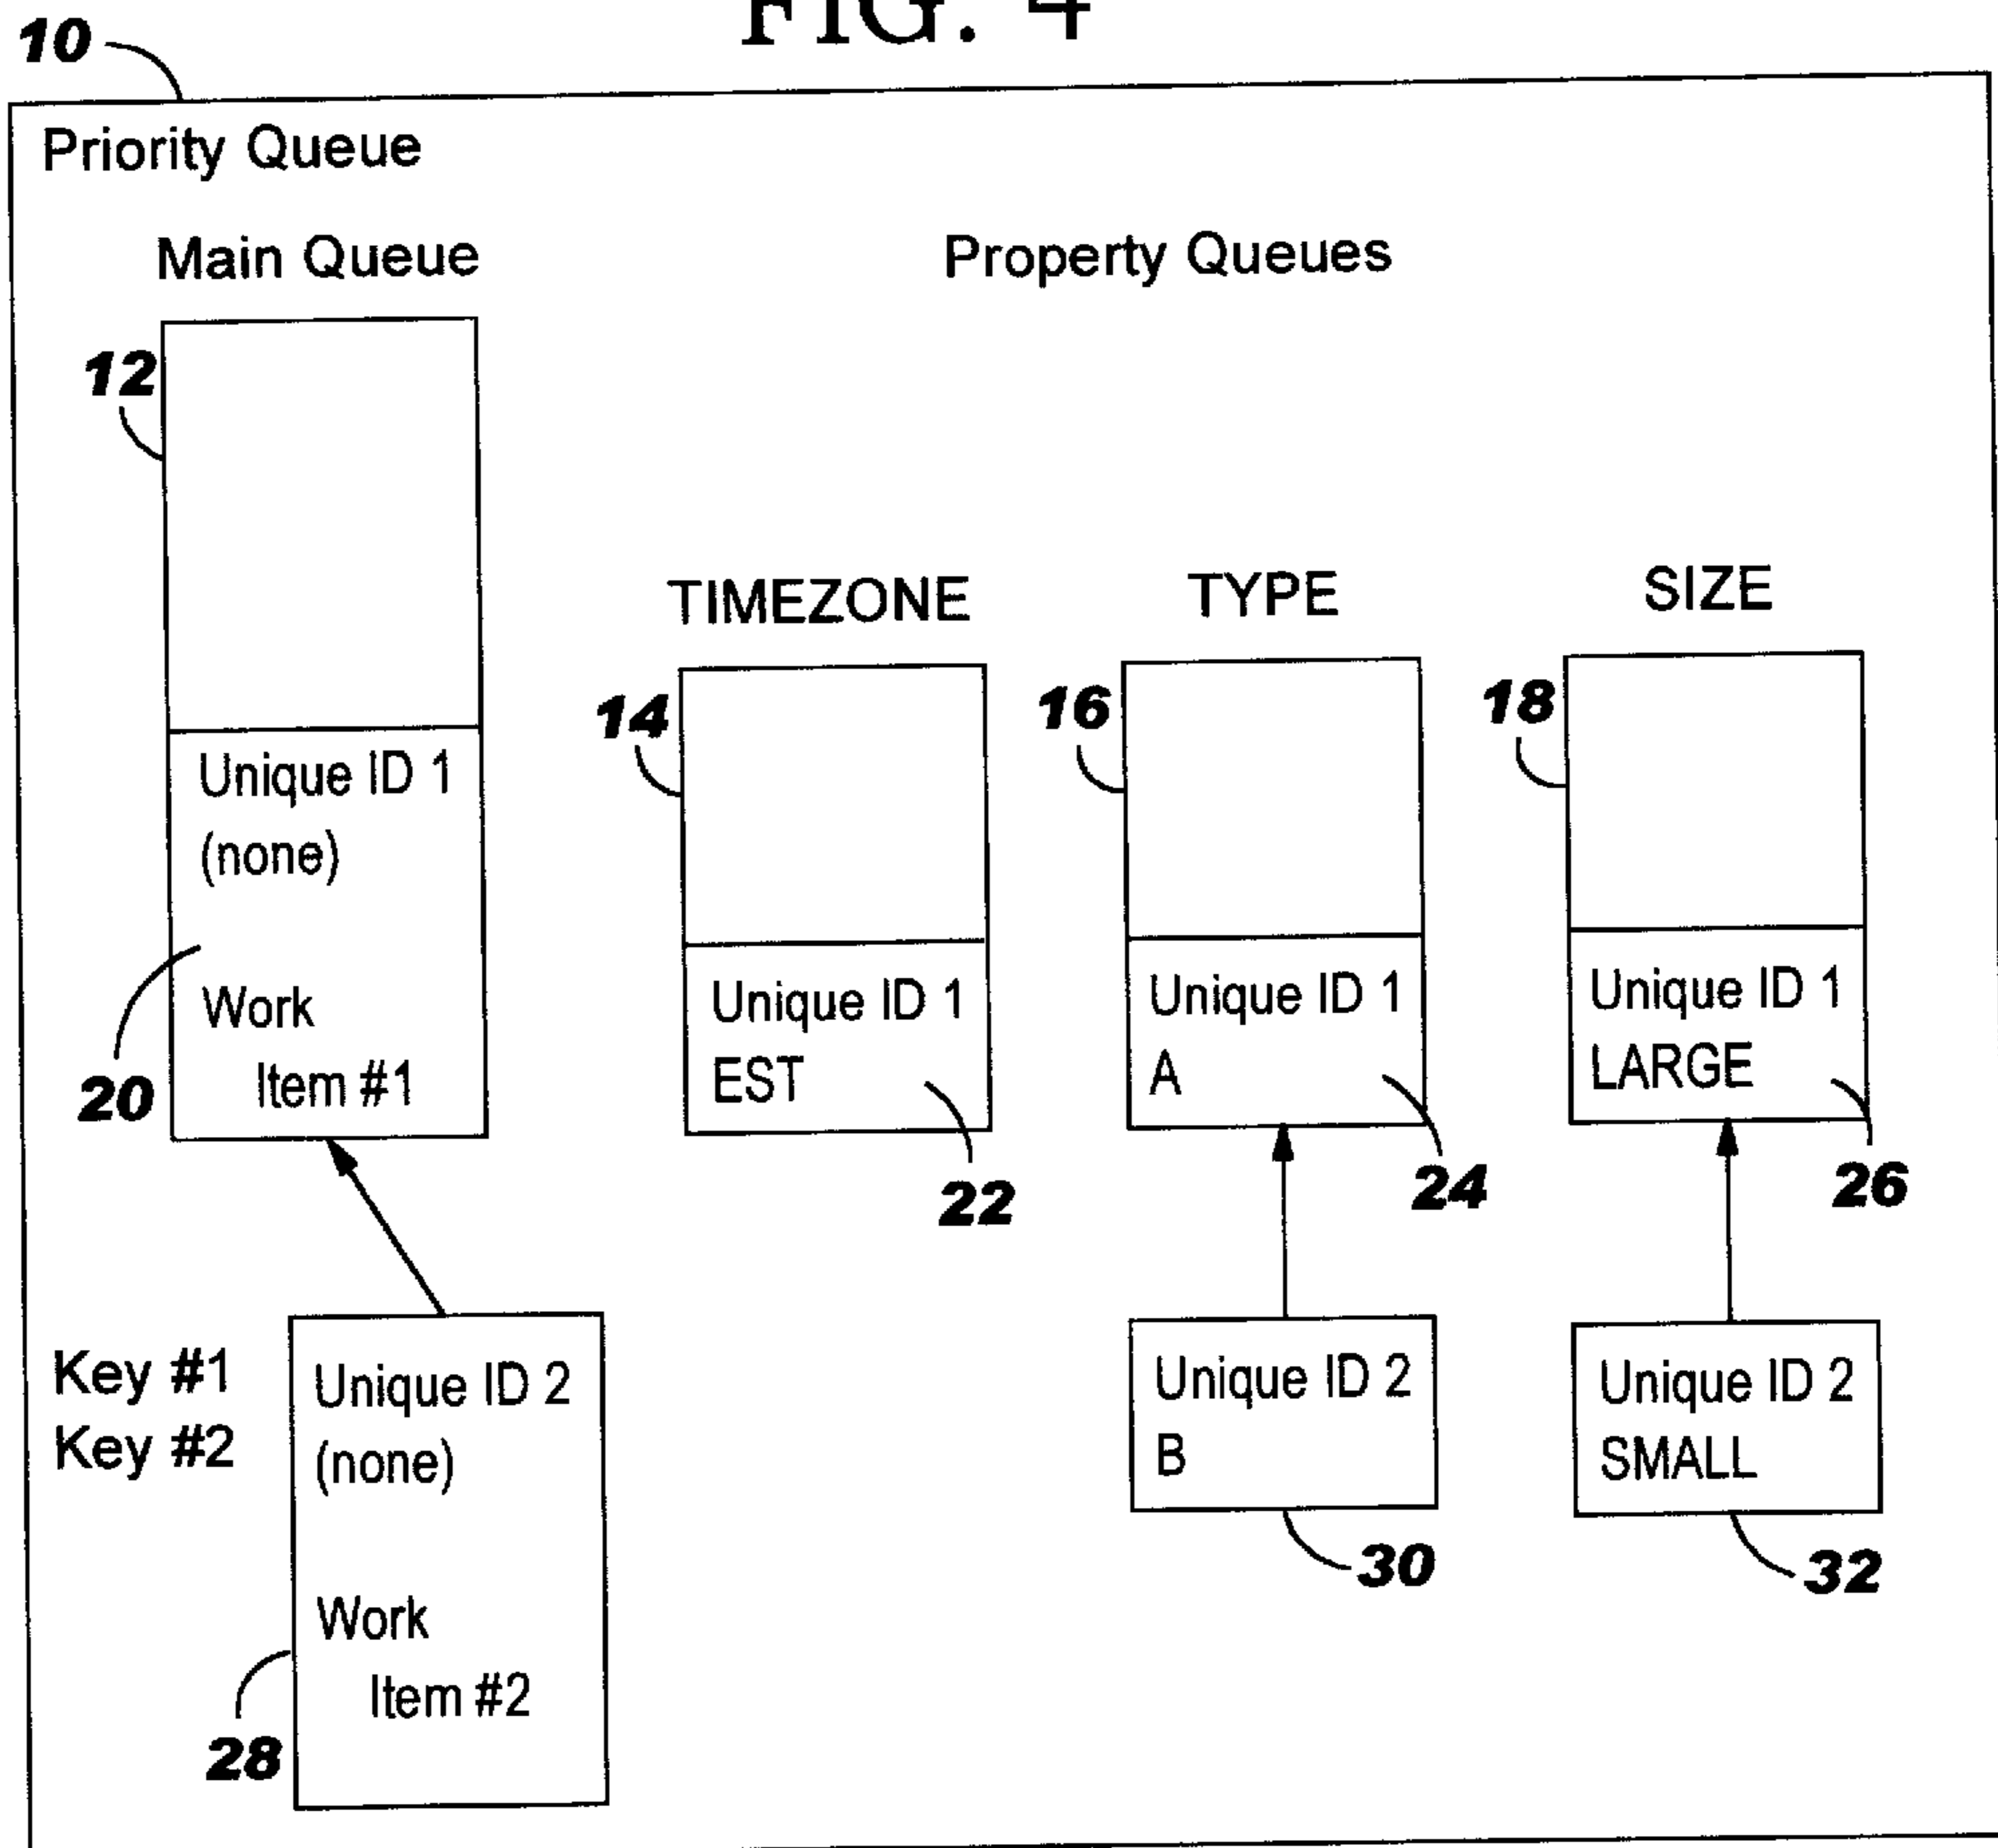 FIG. 4
10
Priority Queue
Main Queue
Property Queues
12
TIMEZONE
TYPE
SIZE
14
16
18
Unique ID 1
(none)
Work
Item #1
20
Unique ID 1
EST
22
Unique ID 1
A
24
Unique ID 1
LARGE
26
Key #1
Key #2
Unique ID 2
(none)
Work
Item #2
28
Unique ID 2
B
30
Unique ID 2
SMALL
32